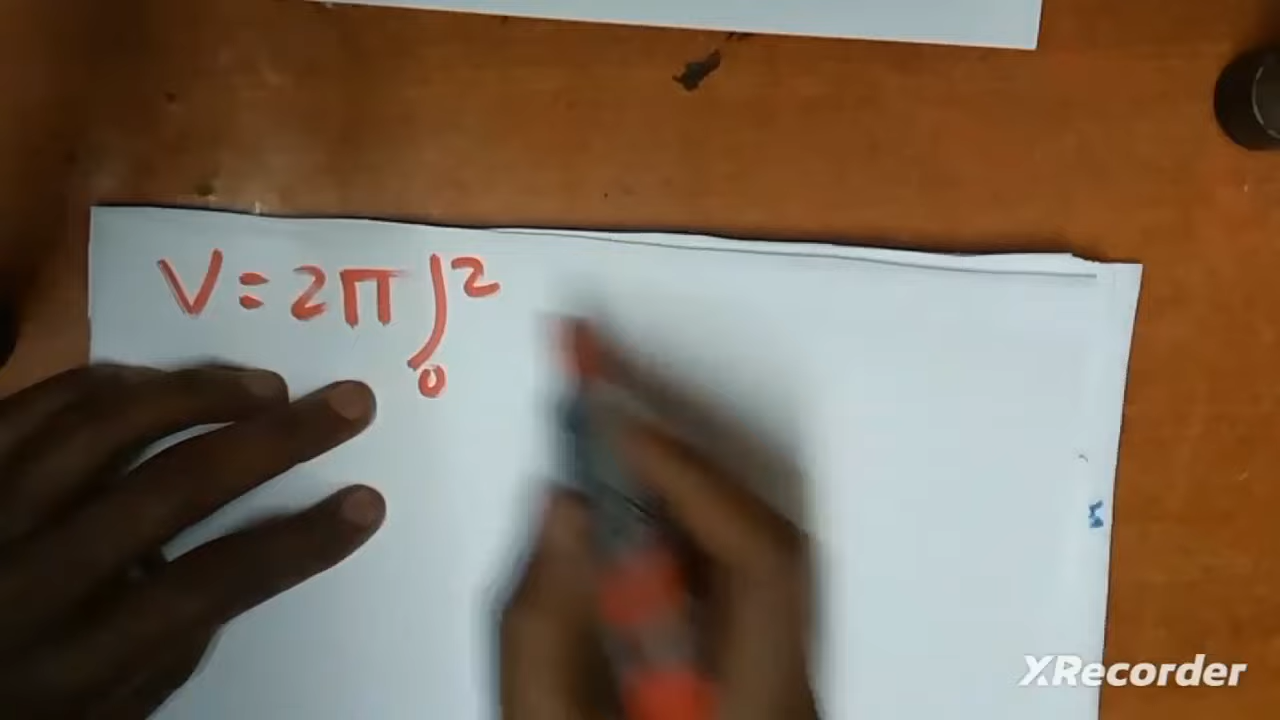 V = 2π∫₀²
XRecorder